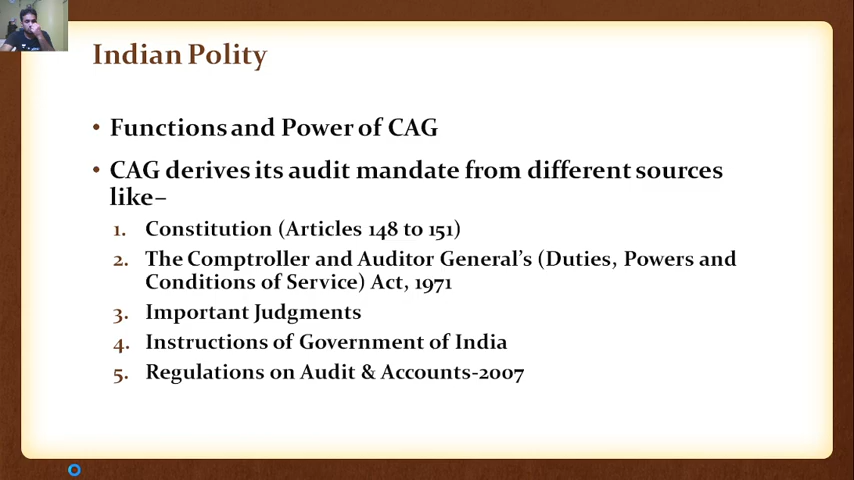 Indian Polity
• Functions and Power of CAG
• CAG derives its audit mandate from different sources
like–
1. Constitution (Articles 148 to 151)
2. The Comptroller and Auditor General’s (Duties, Powers and
Conditions of Service) Act, 1971
3. Important Judgments
4. Instructions of Government of India
5. Regulations on Audit & Accounts-2007